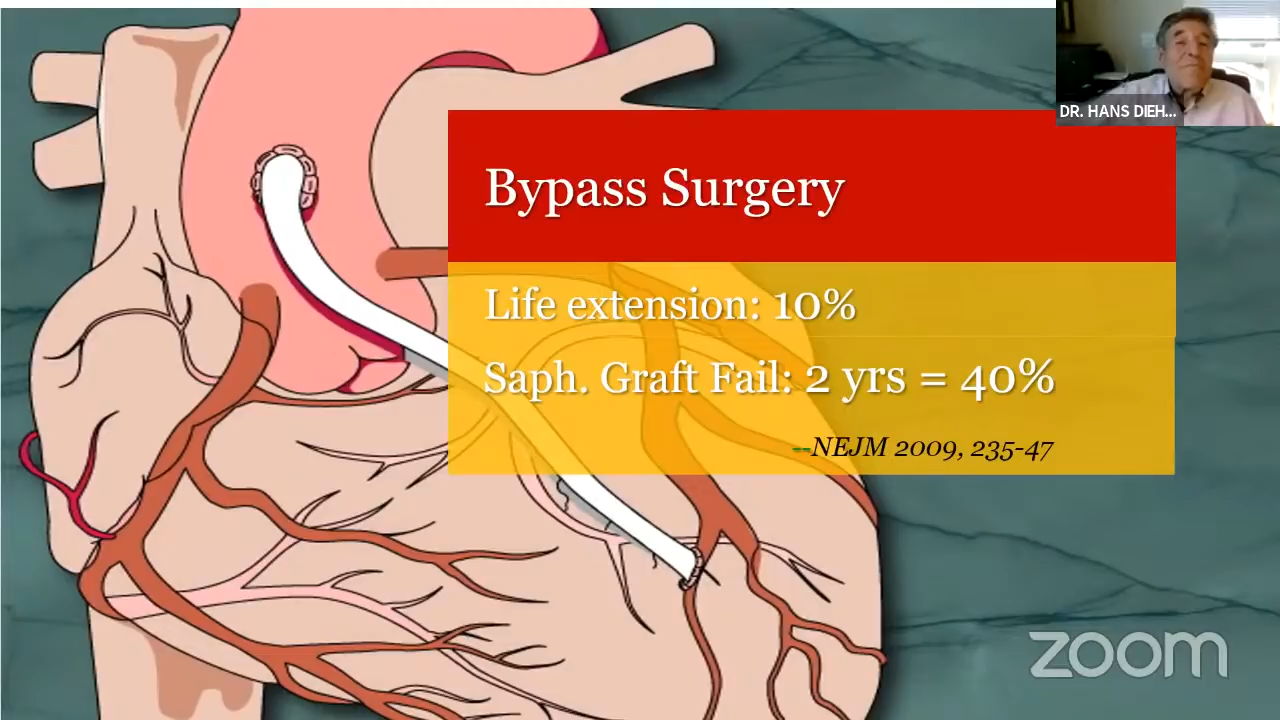 DR. HANS DIEH...
Bypass Surgery
Life extension: 10%
Saph. Graft Fail: 2 yrs = 40%
--NEJM 2009, 235-47
zoom